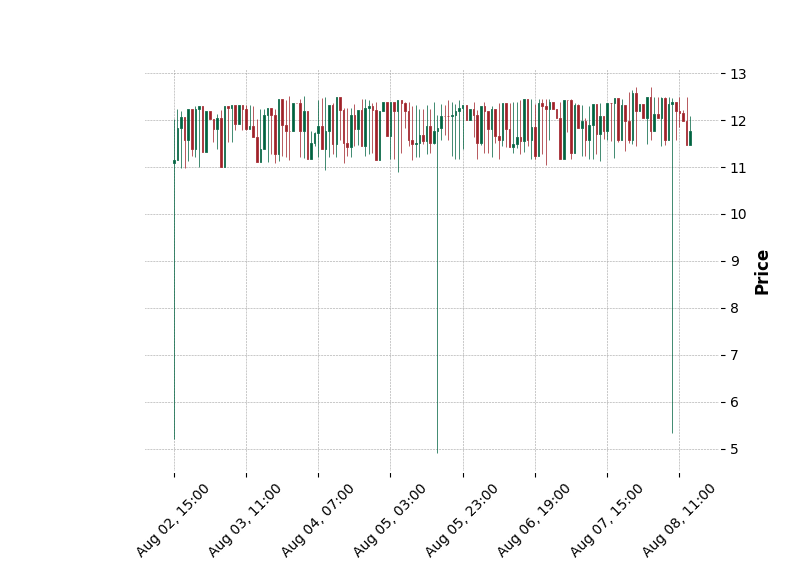 13
12
11
10
9
8
7
6
5
Price
Aug 02, 15:00
Aug 03, 11:00
Aug 04, 07:00
Aug 05, 03:00
Aug 05, 23:00
Aug 06, 19:00
Aug 07, 15:00
Aug 08, 11:00